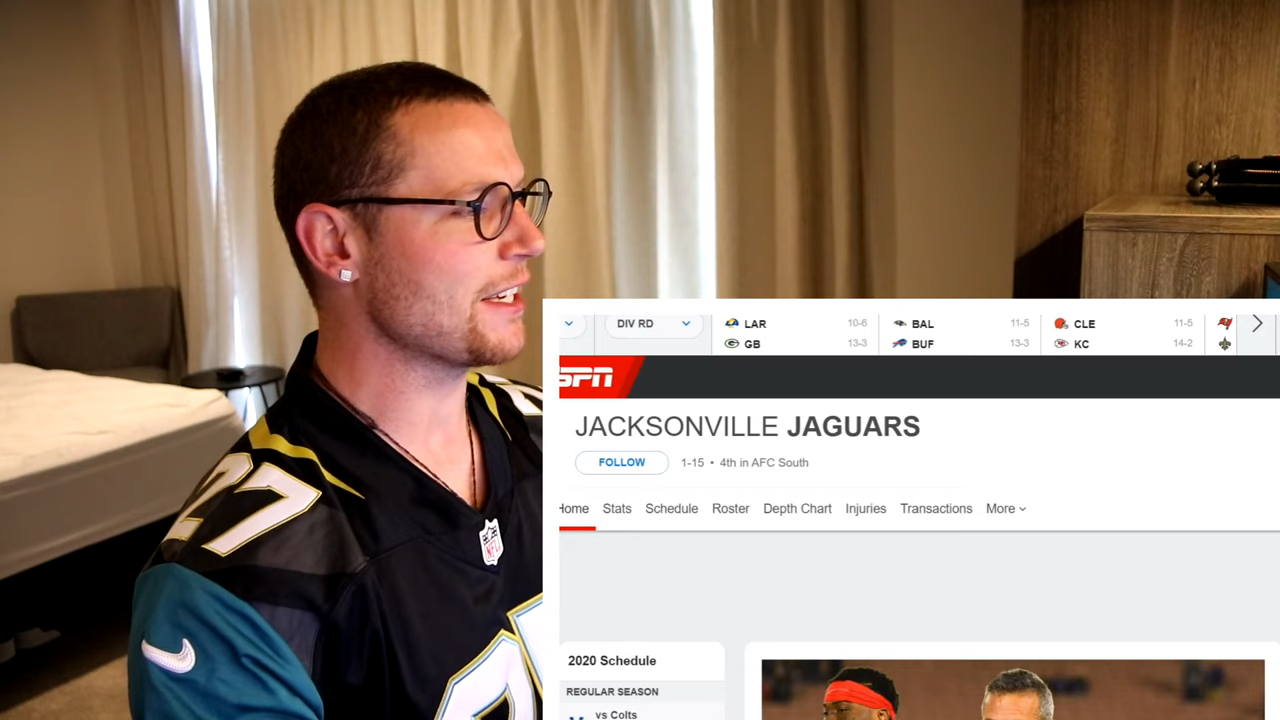 DIV RD
LAR 10-6
GB 13-3
BAL 11-5
BUF 13-3
CLE 11-5
KC 14-2
ESPN
JACKSONVILLE JAGUARS
FOLLOW
1-15 • 4th in AFC South
Home Stats Schedule Roster Depth Chart Injuries Transactions More
2020 Schedule
REGULAR SEASON
vs Colts
27
NFL